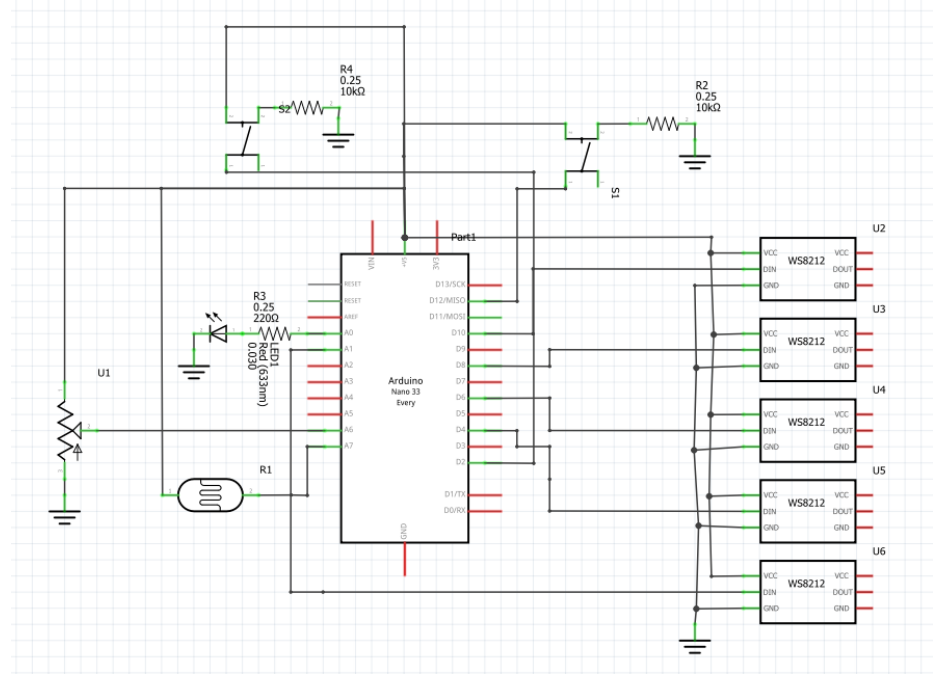 R4
0.25
10kΩ
S2
R2
0.25
10kΩ
S1
Part1
VIN
+5V
3V3
RESET
RESET
AREF
A0
A1
A2
A3
A4
A5
A6
A7
D13/SCK
D12/MISO
D11/MOSI
D10
D9
D8
D7
D6
D5
D4
D3
D2
D1/TX
D0/RX
GND
Arduino
Nano 33
Every
R3
0.25
220Ω
LED1
Red (633nm)
0.030
U1
R1
U2
VCC VCC
WS8212
DIN DOUT
GND GND
U3
VCC VCC
WS8212
DIN DOUT
GND GND
U4
VCC VCC
WS8212
DIN DOUT
GND GND
U5
VCC VCC
WS8212
DIN DOUT
GND GND
U6
VCC VCC
WS8212
DIN DOUT
GND GND